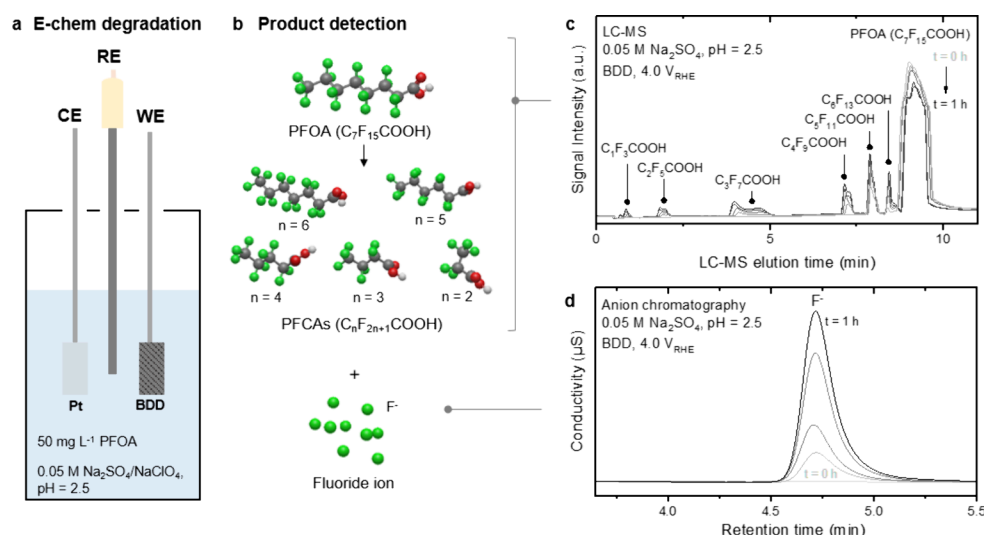 a E-chem degradation
RE
CE
WE
Pt
BDD
50 mg L⁻¹ PFOA
0.05 M Na₂SO₄/NaClO₄,
pH = 2.5
b Product detection
PFOA (C₇F₁₅COOH)
n = 6
n = 5
n = 4
n = 3
n = 2
PFCAs (CₙF₂ₙ₊₁COOH)
+
F⁻
Fluoride ion
c
LC-MS
0.05 M Na₂SO₄, pH = 2.5
BDD, 4.0 V_RHE
PFOA (C₇F₁₅COOH)
t = 0 h
t = 1 h
C₆F₁₃COOH
C₅F₁₁COOH
C₄F₉COOH
C₁F₃COOH
C₂F₅COOH
C₃F₇COOH
Signal Intensity (a.u.)
0 5 10
LC-MS elution time (min)
d
Anion chromatography
0.05 M Na₂SO₄, pH = 2.5
BDD, 4.0 V_RHE
F⁻
t = 1 h
t = 0 h
Conductivity (µS)
4.0 4.5 5.0 5.5
Retention time (min)